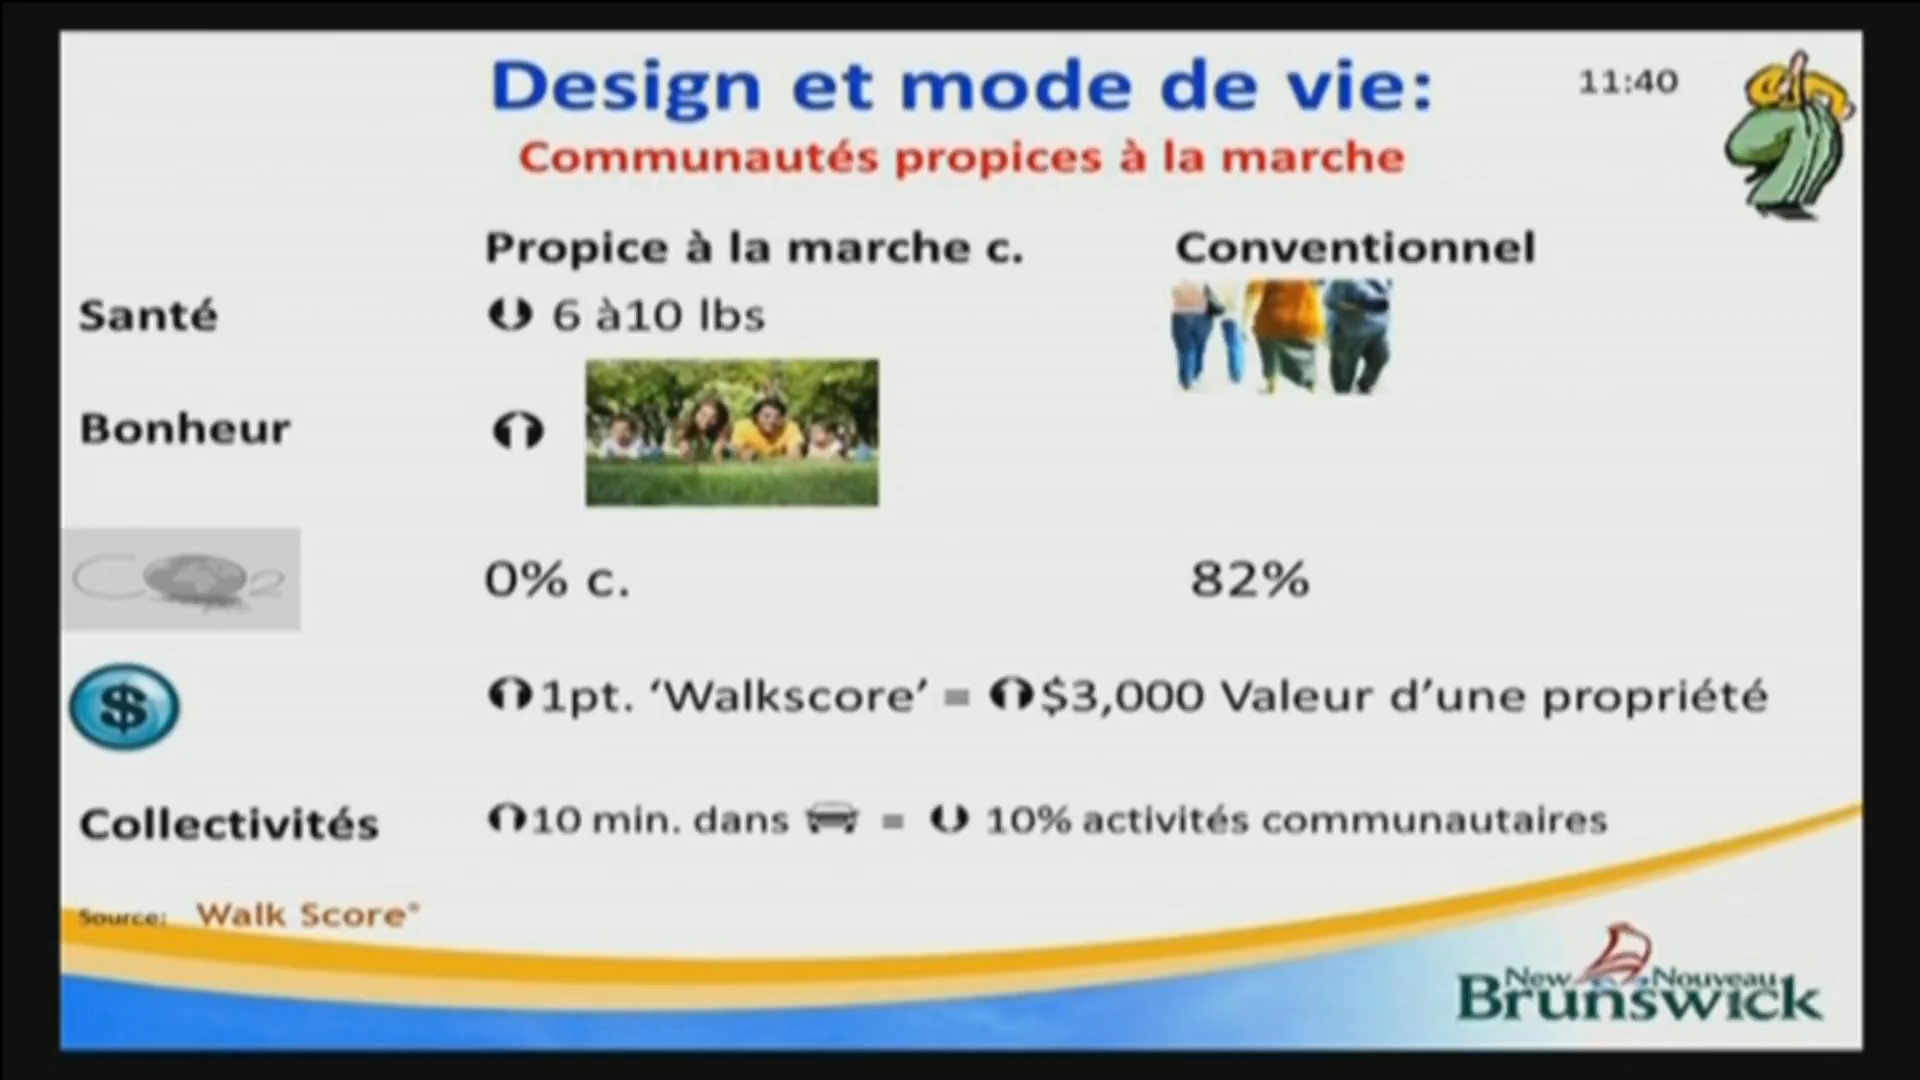 Design et mode de vie:
11:40
Communautés propices à la marche
Propice à la marche c.
Conventionnel
Santé
6 à10 lbs
Bonheur
CO2
0% c.
82%
$
1pt. ‘Walkscore’ = $3,000 Valeur d’une propriété
Collectivités
10 min. dans = 10% activités communautaires
Source: Walk Score®
New Nouveau
Brunswick